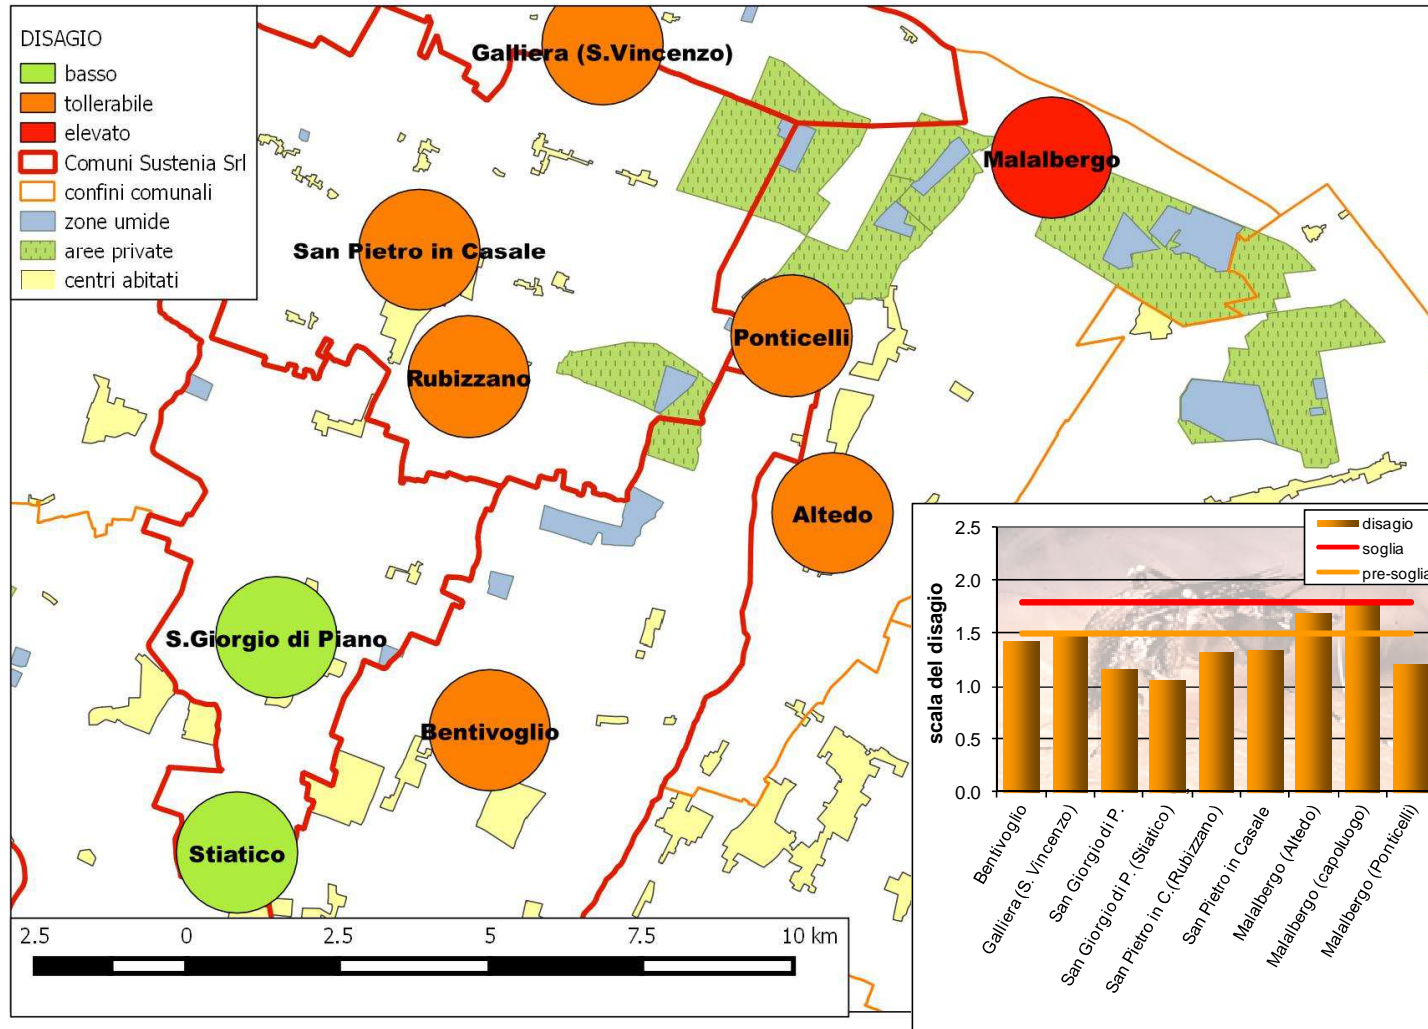 DISAGIO
basso
tollerabile
elevato
Comuni Sustenia Srl
confini comunali
zone umide
aree private
centri abitati
Galliera (S.Vincenzo)
Malalbergo
San Pietro in Casale
Ponticelli
Rubizzano
Altedo
S.Giorgio di Piano
Bentivoglio
Stiatico
2.5 0 2.5 5 7.5 10 km
disagio
soglia
pre-soglia
scala del disagio
2.5
2.0
1.5
1.0
0.5
0.0
Bentivoglio
Galliera (S. Vincenzo)
San Giorgio di P.
San Giorgio di P. (Stiatico)
San Pietro in C. (Rubizzano)
San Pietro in Casale
Malalbergo (Altedo)
Malalbergo (capoluogo)
Malalbergo (Ponticelli)